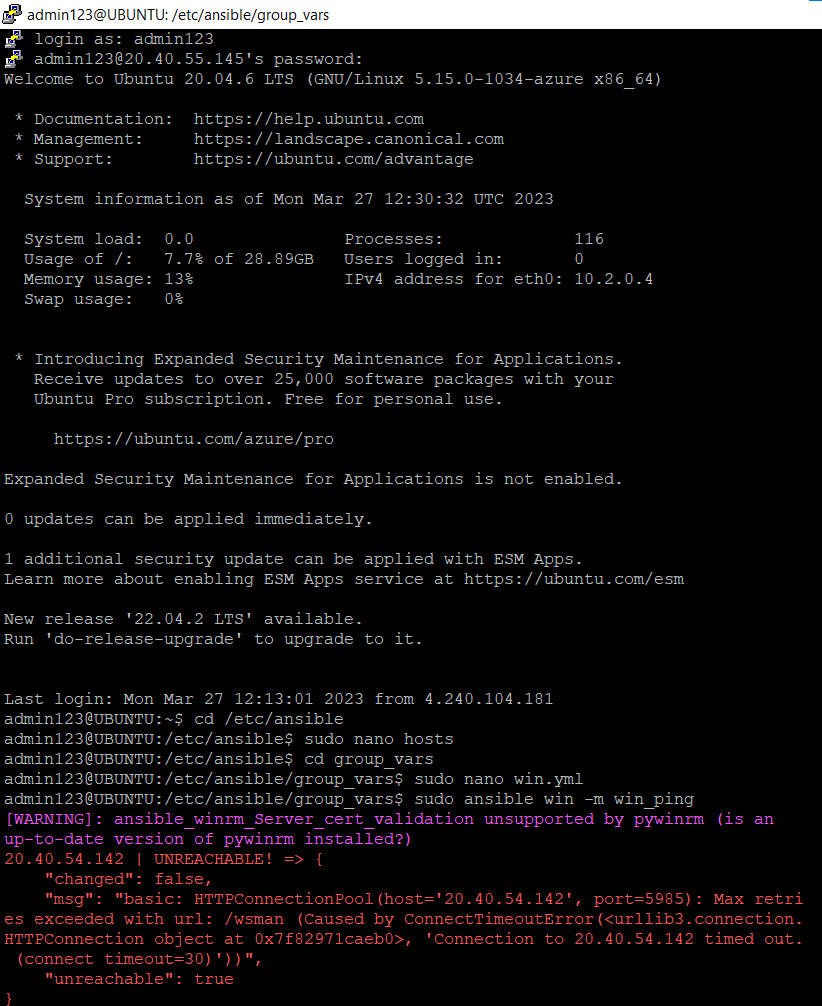 admin123@UBUNTU: /etc/ansible/group_vars
login as: admin123
admin123@20.40.55.145's password:
Welcome to Ubuntu 20.04.6 LTS (GNU/Linux 5.15.0-1034-azure x86_64)
* Documentation:  https://help.ubuntu.com
* Management:     https://landscape.canonical.com
* Support:        https://ubuntu.com/advantage
System information as of Mon Mar 27 12:30:32 UTC 2023
System load:  0.0               Processes:             116
Usage of /:   7.7% of 28.89GB   Users logged in:       0
Memory usage: 13%               IPv4 address for eth0: 10.2.0.4
Swap usage:   0%
* Introducing Expanded Security Maintenance for Applications.
Receive updates to over 25,000 software packages with your
Ubuntu Pro subscription. Free for personal use.
https://ubuntu.com/azure/pro
Expanded Security Maintenance for Applications is not enabled.
0 updates can be applied immediately.
1 additional security update can be applied with ESM Apps.
Learn more about enabling ESM Apps service at https://ubuntu.com/esm
New release '22.04.2 LTS' available.
Run 'do-release-upgrade' to upgrade to it.
Last login: Mon Mar 27 12:13:01 2023 from 4.240.104.181
admin123@UBUNTU:~$ cd /etc/ansible
admin123@UBUNTU:/etc/ansible$ sudo nano hosts
admin123@UBUNTU:/etc/ansible$ cd group_vars
admin123@UBUNTU:/etc/ansible/group_vars$ sudo nano win.yml
admin123@UBUNTU:/etc/ansible/group_vars$ sudo ansible win -m win_ping
[WARNING]: ansible_winrm_Server_cert_validation unsupported by pywinrm (is an
up-to-date version of pywinrm installed?)
20.40.54.142 | UNREACHABLE! => {
"changed": false,
"msg": "basic: HTTPConnectionPool(host='20.40.54.142', port=5985): Max retri
es exceeded with url: /wsman (Caused by ConnectTimeoutError(<urllib3.connection.
HTTPConnection object at 0x7f82971caeb0>, 'Connection to 20.40.54.142 timed out.
(connect timeout=30)'))",
"unreachable": true
}